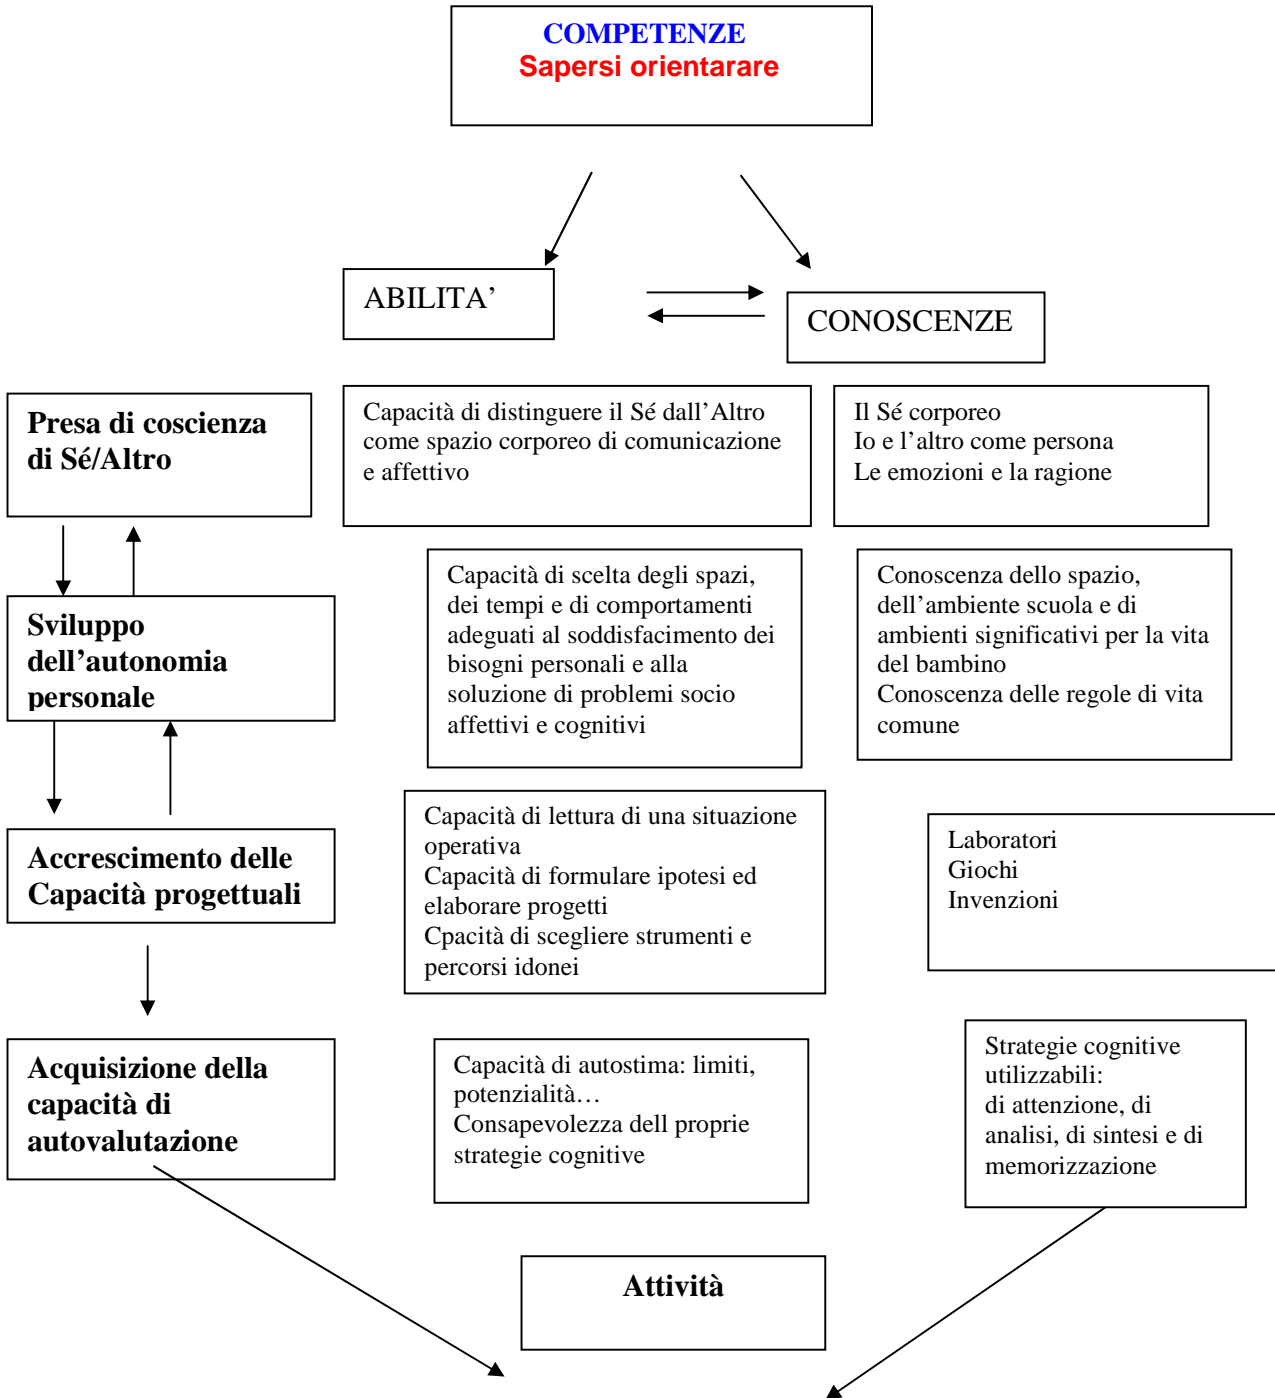 COMPETENZE
Sapersi orientarare
ABILITA’
CONOSCENZE
Presa di coscienza
di Sé/Altro
Capacità di distinguere il Sé dall’Altro
come spazio corporeo di comunicazione
e affettivo
Il Sé corporeo
Io e l’altro come persona
Le emozioni e la ragione
Sviluppo
dell’autonomia
personale
Capacità di scelta degli spazi,
dei tempi e di comportamenti
adeguati al soddisfacimento dei
bisogni personali e alla
soluzione di problemi socio
affettivi e cognitivi
Conoscenza dello spazio,
dell’ambiente scuola e di
ambienti significativi per la vita
del bambino
Conoscenza delle regole di vita
comune
Accrescimento delle
Capacità progettuali
Capacità di lettura di una situazione
operativa
Capacità di formulare ipotesi ed
elaborare progetti
Cpacità di scegliere strumenti e
percorsi idonei
Laboratori
Giochi
Invenzioni
Acquisizione della
capacità di
autovalutazione
Capacità di autostima: limiti,
potenzialità…
Consapevolezza dell proprie
strategie cognitive
Strategie cognitive
utilizzabili:
di attenzione, di
analisi, di sintesi e di
memorizzazione
Attività